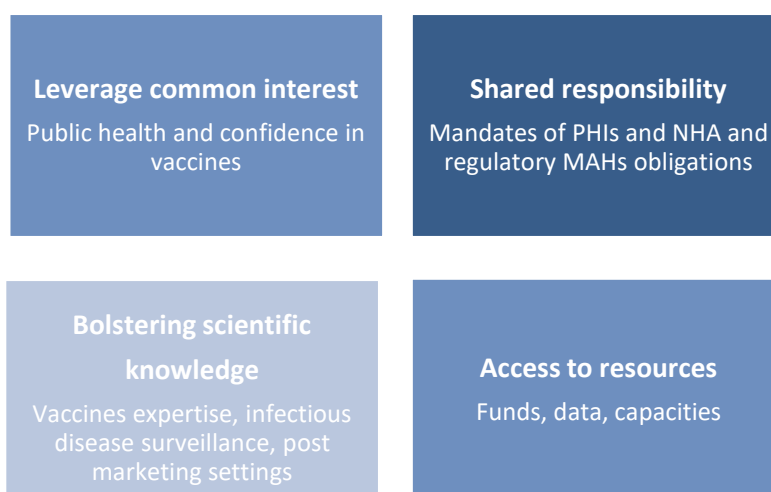 Leverage common interest
Public health and confidence in
vaccines
Shared responsibility
Mandates of PHIs and NHA and
regulatory MAHs obligations
Bolstering scientific
knowledge
Vaccines expertise, infectious
disease surveillance, post
marketing settings
Access to resources
Funds, data, capacities